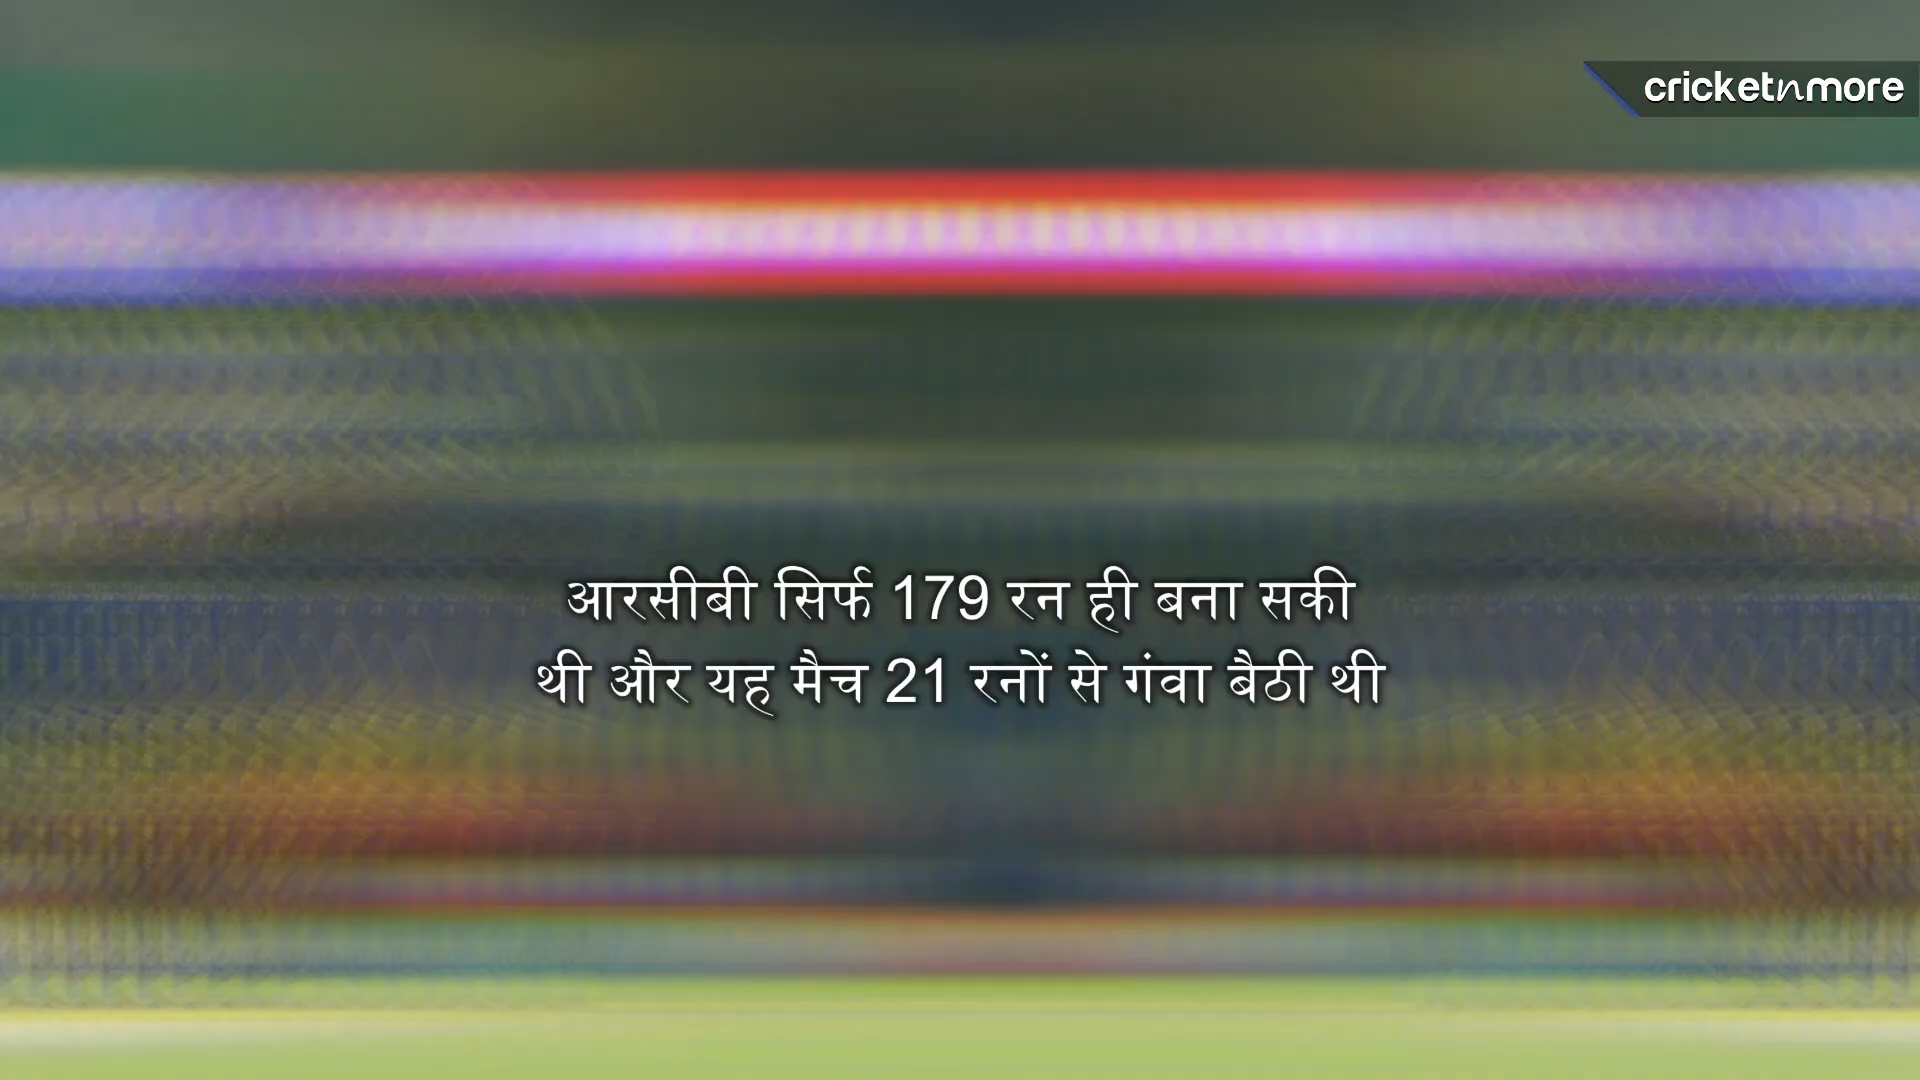 cricketnmore
आरसीबी सिर्फ 179 रन ही बना सकी
थी और यह मैच 21 रनों से गंवा बैठी थी